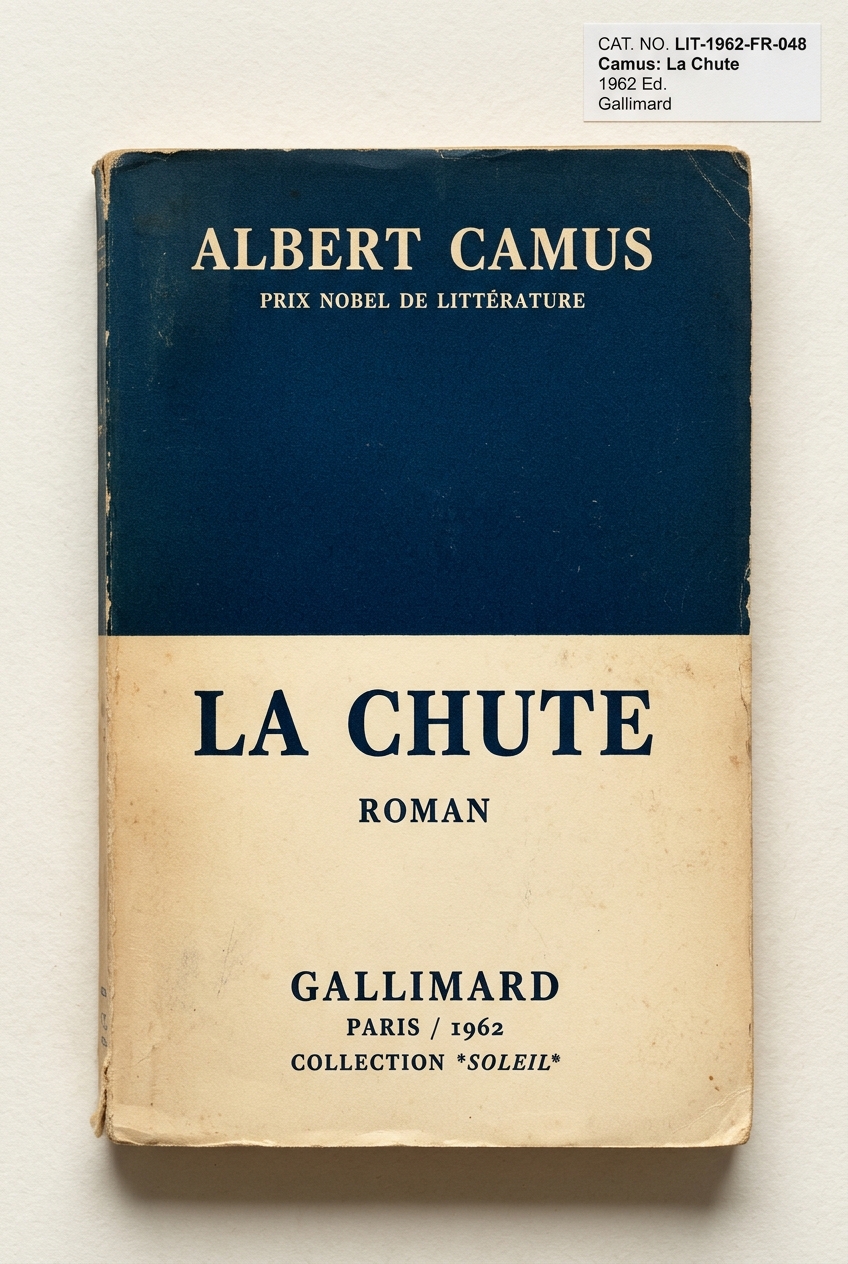 CAT. NO. LIT-1962-FR-048
Camus: La Chute
1962 Ed.
Gallimard
ALBERT CAMUS
PRIX NOBEL DE LITTÉRATURE
LA CHUTE
ROMAN
GALLIMARD
PARIS / 1962
COLLECTION *SOLEIL*